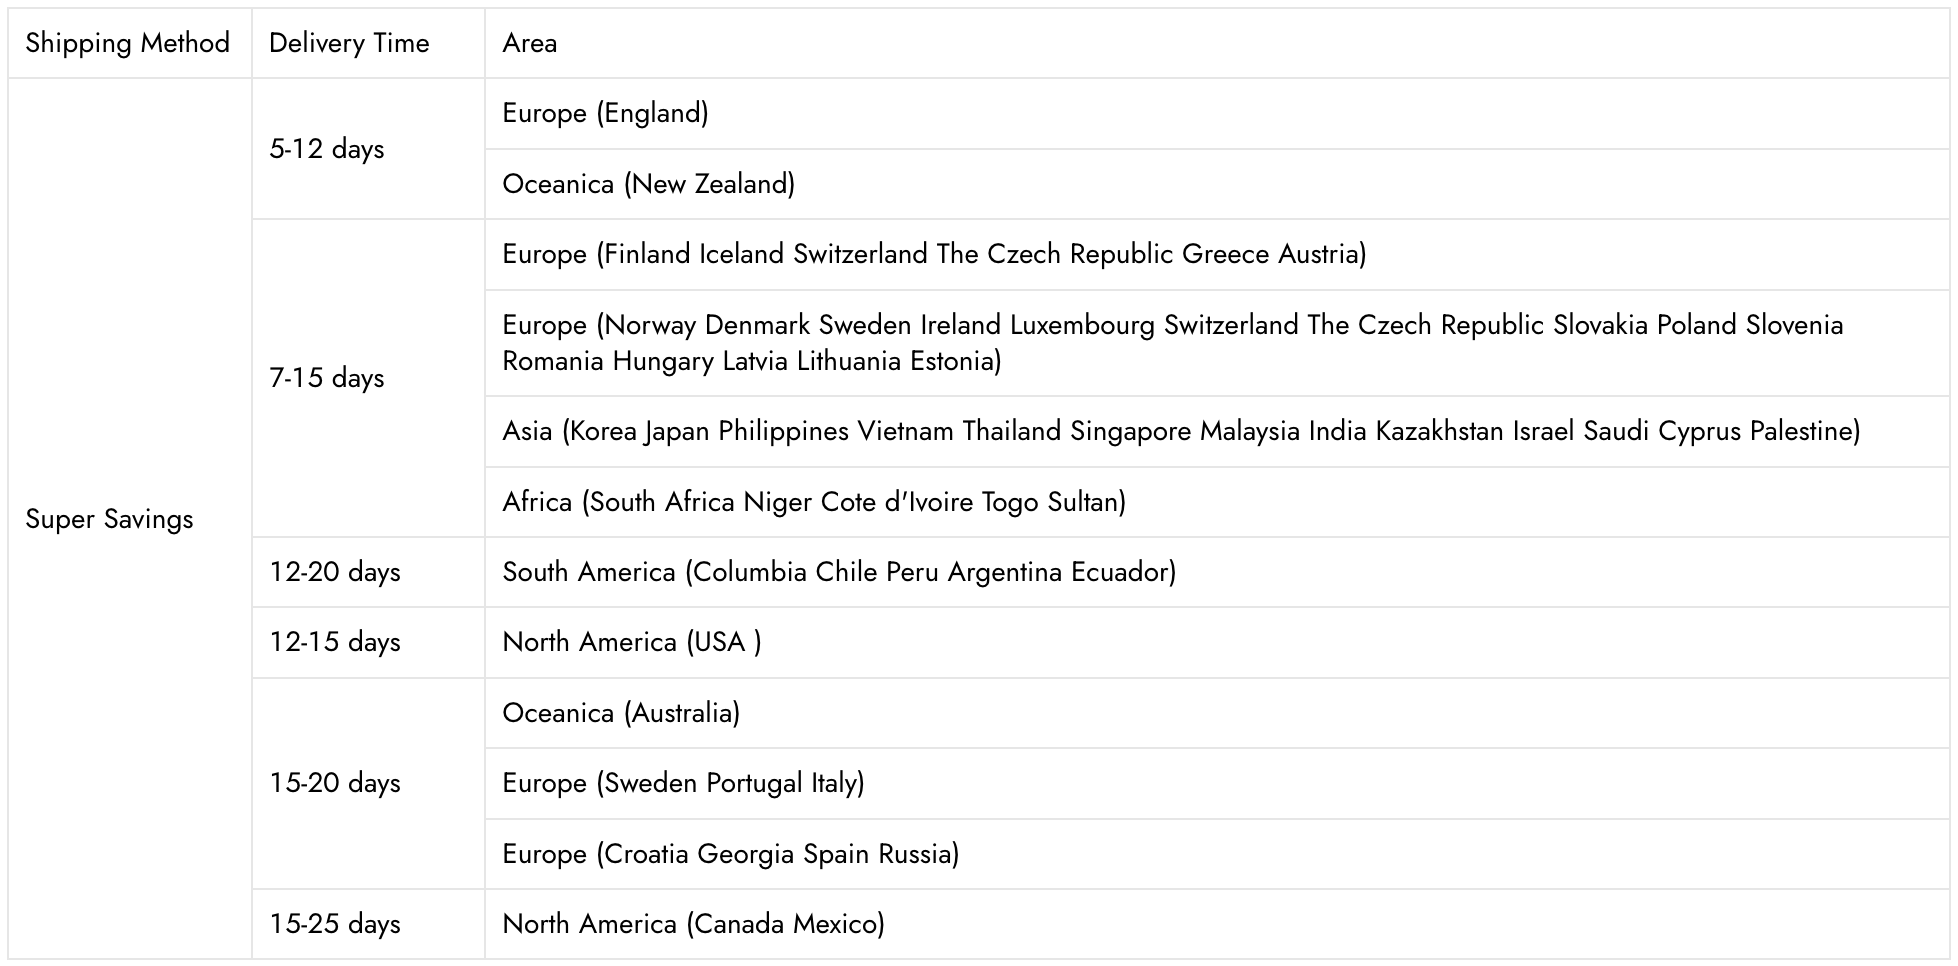 Shipping Method Delivery Time Area
Super Savings
5-12 days
Europe (England)
Oceanica (New Zealand)
7-15 days
Europe (Finland Iceland Switzerland The Czech Republic Greece Austria)
Europe (Norway Denmark Sweden Ireland Luxembourg Switzerland The Czech Republic Slovakia Poland Slovenia
Romania Hungary Latvia Lithuania Estonia)
Asia (Korea Japan Philippines Vietnam Thailand Singapore Malaysia India Kazakhstan Israel Saudi Cyprus Palestine)
Africa (South Africa Niger Cote d'Ivoire Togo Sultan)
12-20 days South America (Columbia Chile Peru Argentina Ecuador)
12-15 days North America (USA )
15-20 days
Oceanica (Australia)
Europe (Sweden Portugal Italy)
Europe (Croatia Georgia Spain Russia)
15-25 days North America (Canada Mexico)